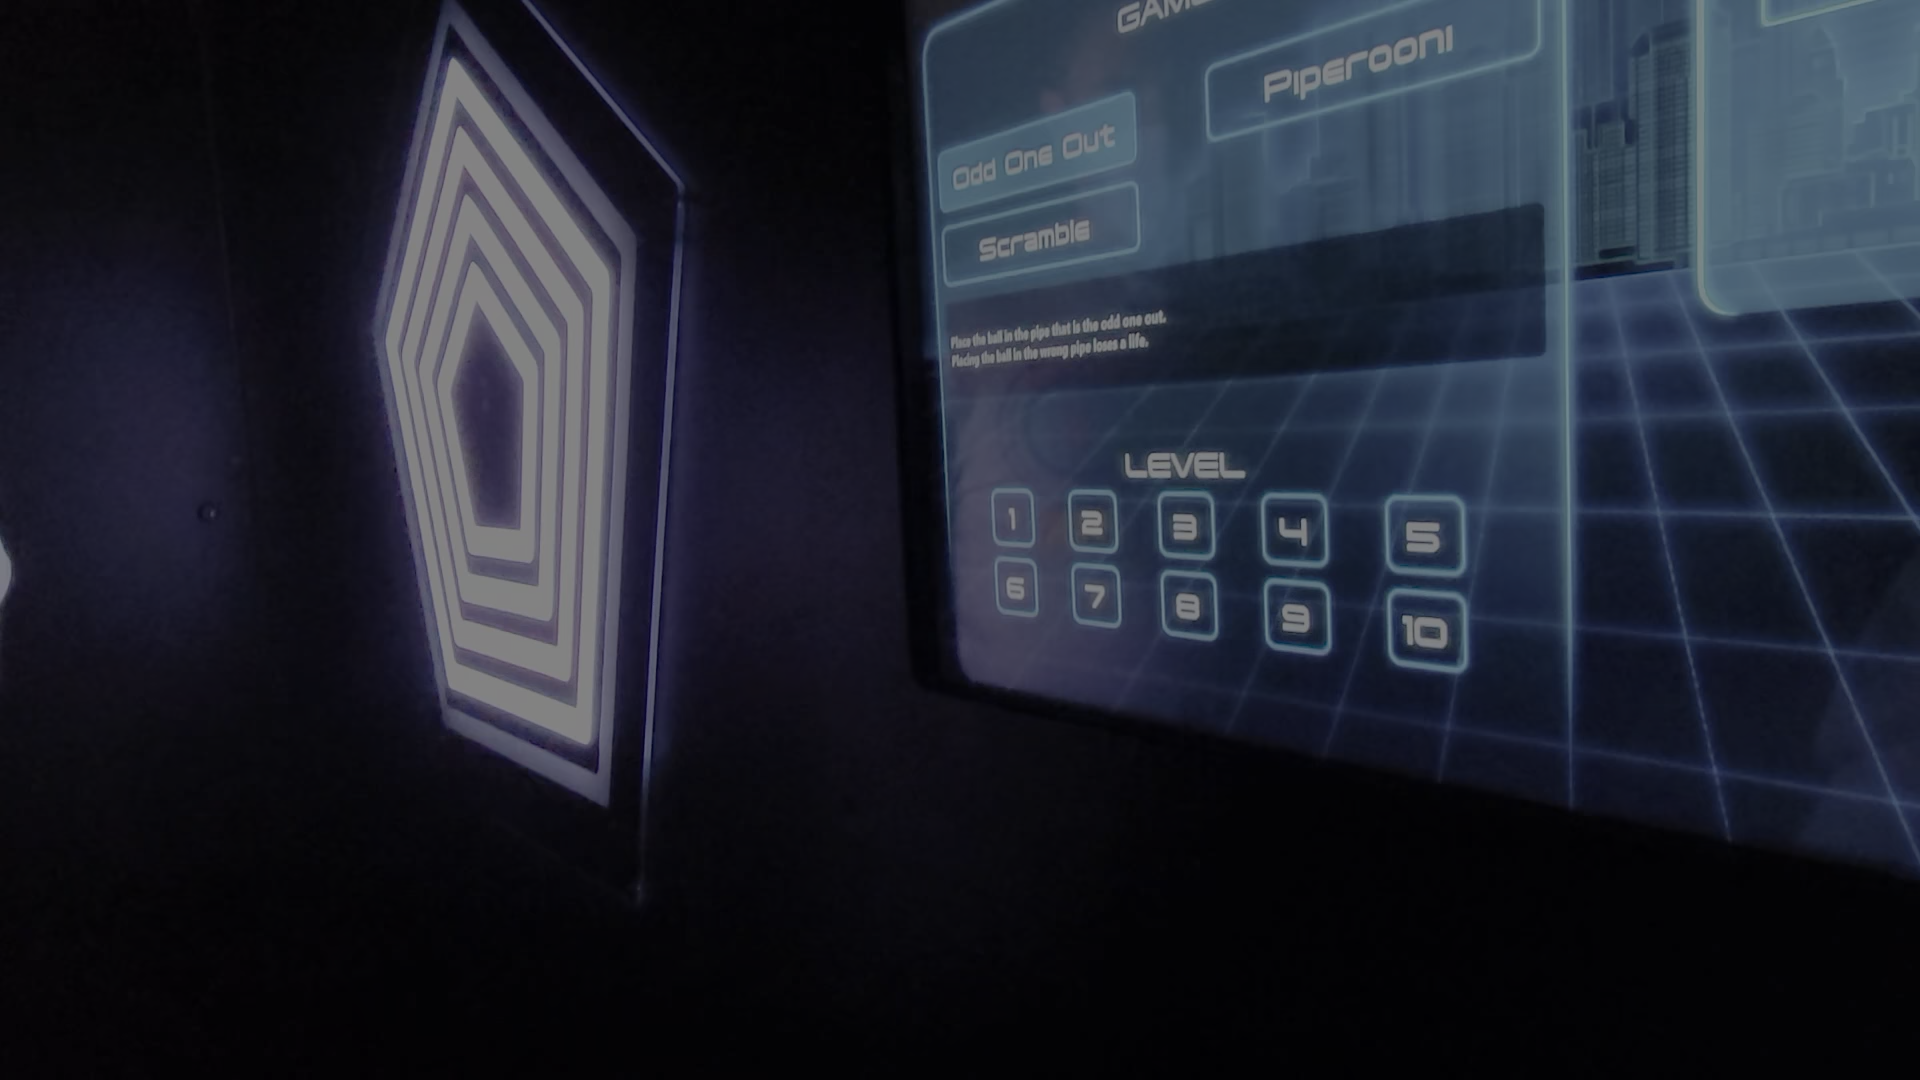 Piperooni
Odd One Out
Scramble
Place the ball in the pipe that is the odd one out.
Placing the ball in the wrong pipe loses a life.
LEVEL
1 2 3 4 5
6 7 8 9 10